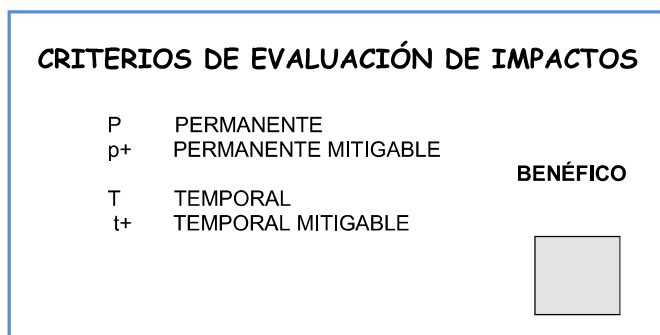 CRITERIOS DE EVALUACIÓN DE IMPACTOS
P PERMANENTE
p+ PERMANENTE MITIGABLE
BENÉFICO
T TEMPORAL
t+ TEMPORAL MITIGABLE